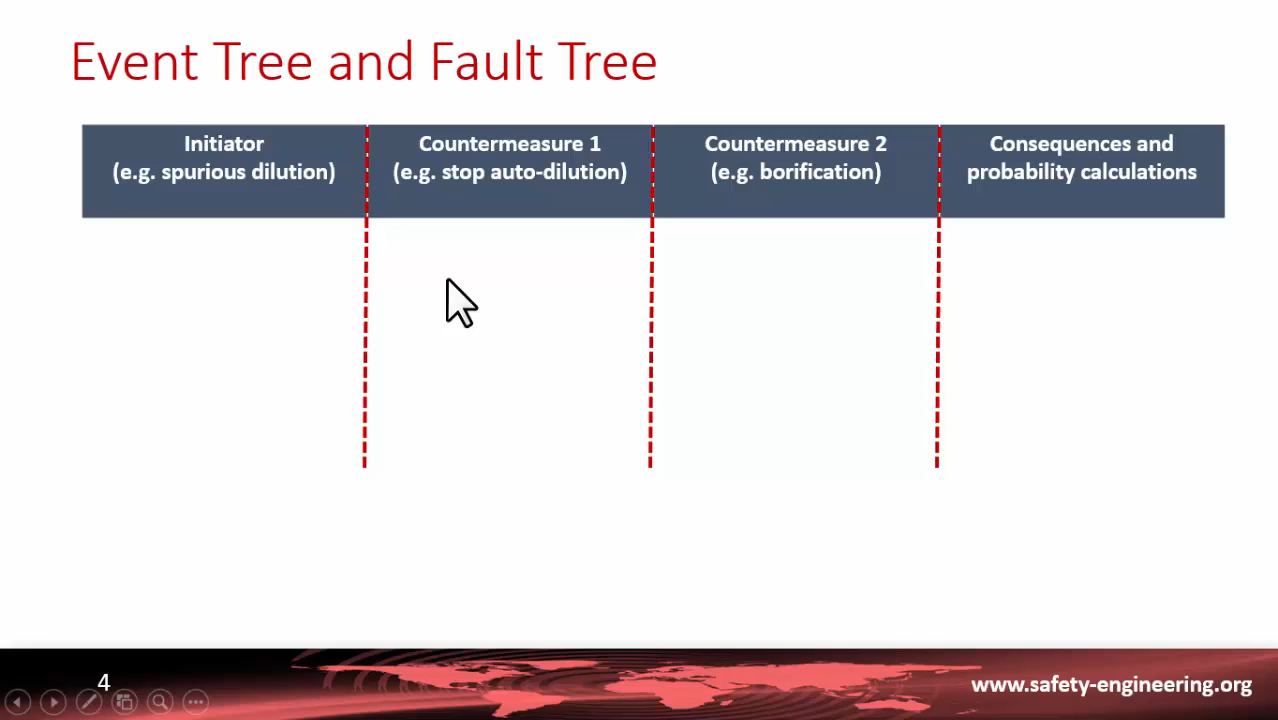 Event Tree and Fault Tree
Initiator
(e.g. spurious dilution)
Countermeasure 1
(e.g. stop auto-dilution)
Countermeasure 2
(e.g. borification)
Consequences and
probability calculations
4
www.safety-engineering.org